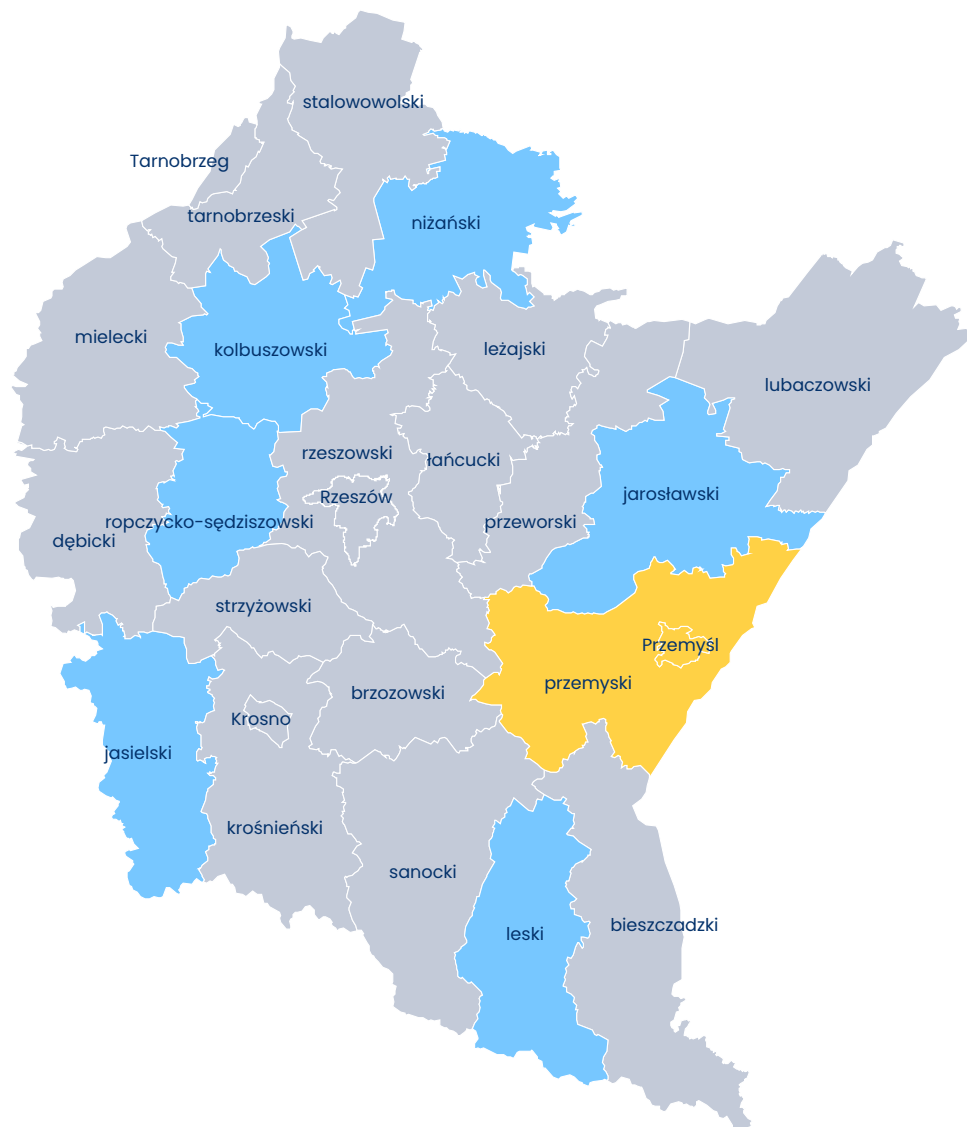 stalowowolski
Tarnobrzeg
tarnobrzeski
niżański
mielecki
kolbuszowski
leżajski
lubaczowski
rzeszowski
łańcucki
Rzeszów
jarosławski
ropczycko-sędziszowski
przeworski
dębicki
strzyżowski
Przemyśl
przemyski
brzozowski
Krosno
jasielski
krośnieński
sanocki
bieszczadzki
leski